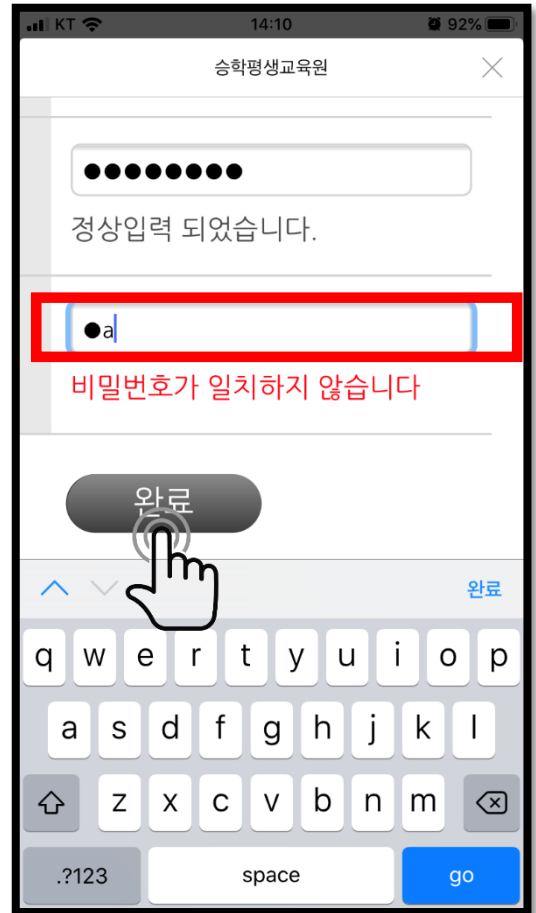 KT 14:10 92%
승학평생교육원
●●●●●●●●
정상입력 되었습니다.
●a
비밀번호가 일치하지 않습니다
완료
완료
q w e r t y u i o p
a s d f g h j k l
z x c v b n m
.?123 space go